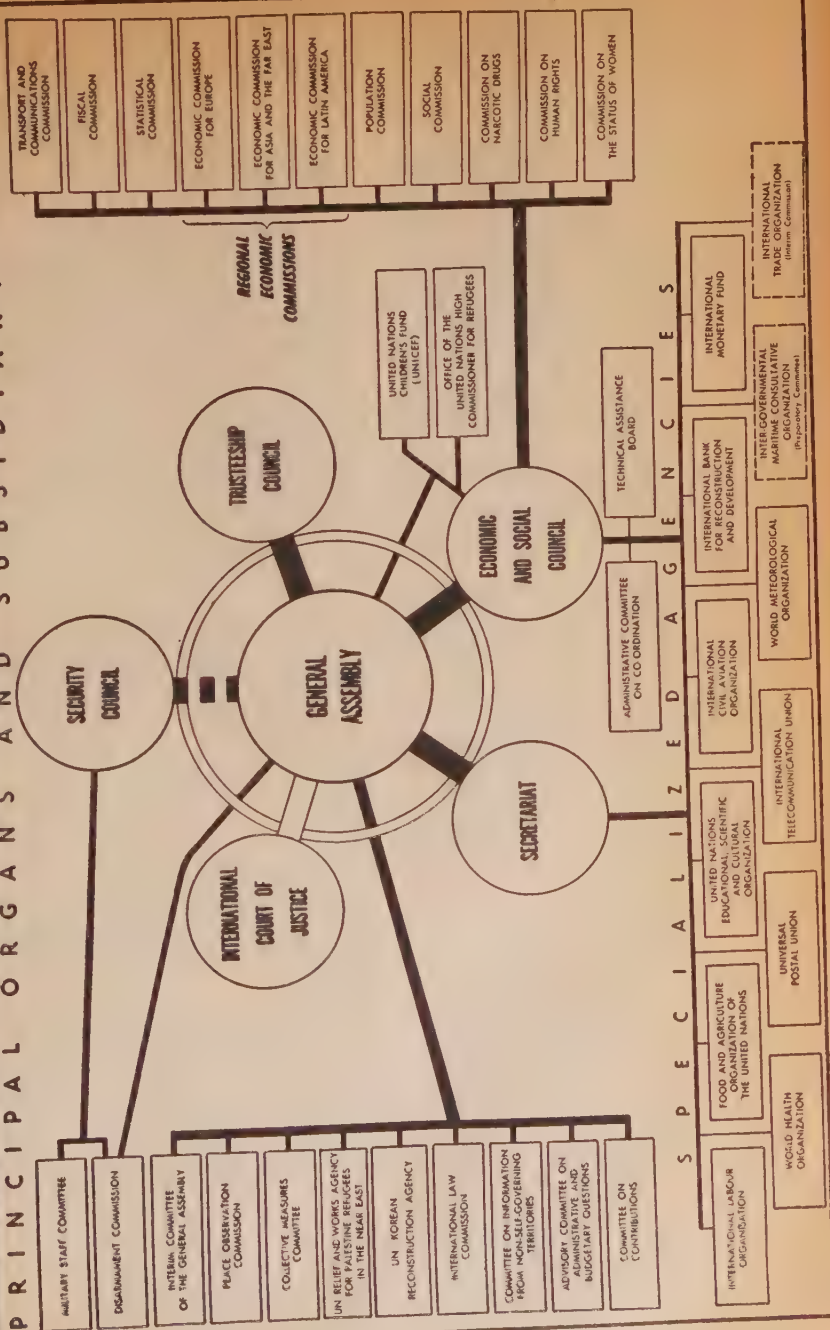 PRINCIPAL ORGANS AND
MILITARY STAFF COMMITTEE
DISARMAMENT COMMISSION
INTERIM COMMITTEE
OF THE GENERAL ASSEMBLY
PEACE OBSERVATION
COMMISSION
COLLECTIVE MEASURES
COMMITTEE
UN RELIEF AND WORKS AGENCY
FOR PALESTINE REFUGEES
IN THE NEAR EAST
UN KOREAN
RECONSTRUCTION AGENCY
INTERNATIONAL LAW
COMMISSION
COMMITTEE ON INFORMATION
FROM NON-SELF-GOVERNING
TERRITORIES
ADVISORY COMMITTEE ON
ADMINISTRATIVE AND
BUDGETARY QUESTIONS
COMMITTEE ON
CONTRIBUTIONS
SECURITY
COUNCIL
INTERNATIONAL
COURT OF
JUSTICE
GENERAL
ASSEMBLY
TRUSTEESHIP
COUNCIL
SECRETARIAT
ECONOMIC
AND SOCIAL
COUNCIL
UNITED NATIONS
CHILDREN'S FUND
(UNICEF)
OFFICE OF THE
UNITED NATIONS HIGH
COMMISSIONER FOR REFUGEES
REGIONAL
ECONOMIC
COMMISSIONS
TRANSPORT AND
COMMUNICATIONS
COMMISSION
FISCAL
COMMISSION
STATISTICAL
COMMISSION
ECONOMIC COMMISSION
FOR EUROPE
ECONOMIC COMMISSION
FOR ASIA AND THE FAR EAST
ECONOMIC COMMISSION
FOR LATIN AMERICA
POPULATION
COMMISSION
SOCIAL
COMMISSION
COMMISSION ON
NARCOTIC DRUGS
COMMISSION ON
HUMAN RIGHTS
COMMISSION ON
THE STATUS OF WOMEN
ADMINISTRATIVE COMMITTEE
ON CO ORDINATION
TECHNICAL ASSISTANCE
BOARD
SPECIALIZED AGENCIES
INTERNATIONAL LABOUR
ORGANISATION
FOOD AND AGRICULTURE
ORGANIZATION OF
THE UNITED NATIONS
UNITED NATIONS
EDUCATIONAL, SCIENTIFIC
AND CULTURAL
ORGANIZATION
INTERNATIONAL
CIVIL AVIATION
ORGANIZATION
INTERNATIONAL BANK
FOR RECONSTRUCTION
AND DEVELOPMENT
INTERNATIONAL
MONETARY FUND
WORLD HEALTH
ORGANIZATION
UNIVERSAL
POSTAL UNION
INTERNATIONAL
TELECOMMUNICATION UNION
WORLD METEOROLOGICAL
ORGANIZATION
INTER-GOVERNMENTAL
MARITIME CONSULTATIVE
ORGANIZATION
(Preparatory Committee)
INTERNATIONAL
TRADE ORGANIZATION
(Interim Commission)